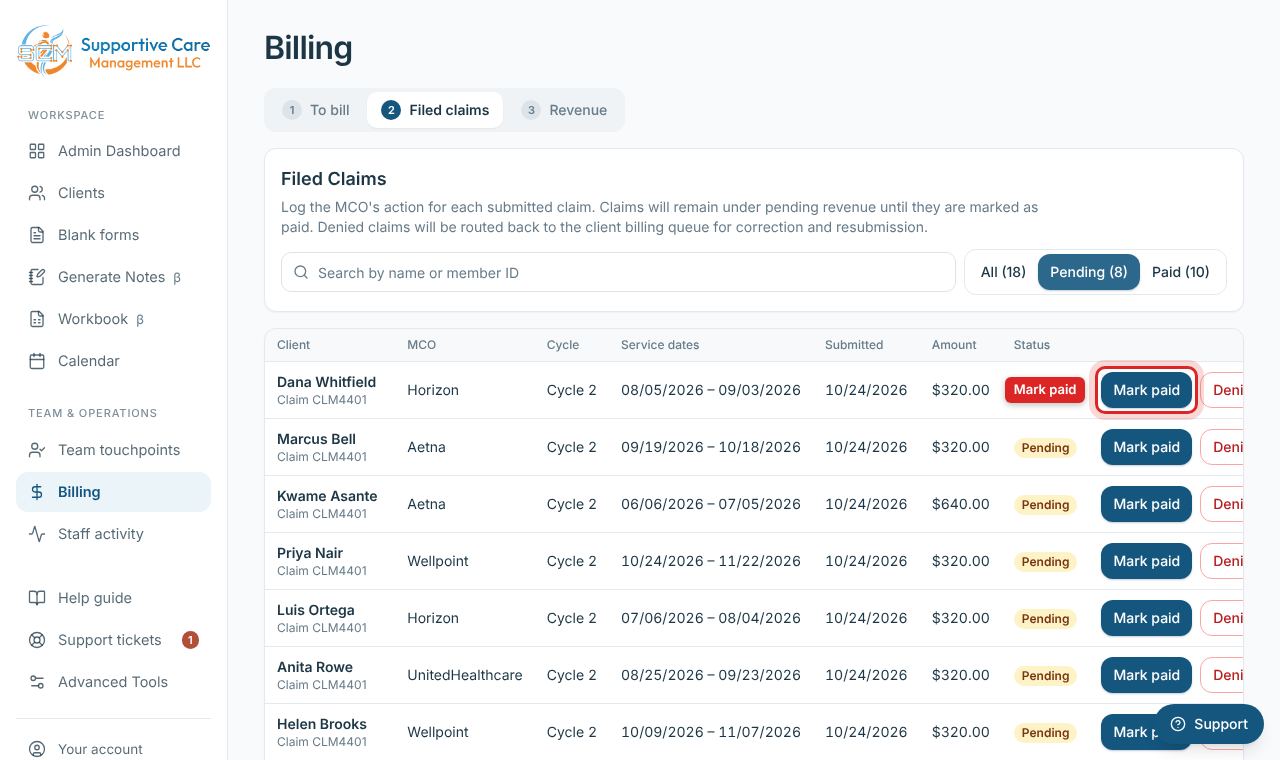 SCM
Supportive Care
Management LLC
WORKSPACE
Admin Dashboard
Clients
Blank forms
Generate Notes β
Workbook β
Calendar
TEAM & OPERATIONS
Team touchpoints
Billing
Staff activity
Help guide
Support tickets 1
Advanced Tools
Your account
Billing
1 To bill 2 Filed claims 3 Revenue
Filed Claims
Log the MCO's action for each submitted claim. Claims will remain under pending revenue until they are marked as
paid. Denied claims will be routed back to the client billing queue for correction and resubmission.
Search by name or member ID All (18) Pending (8) Paid (10)
Client MCO Cycle Service dates Submitted Amount Status
Dana Whitfield Horizon Cycle 2 08/05/2026 – 09/03/2026 10/24/2026 $320.00 Mark paid Mark paid Deni
Claim CLM4401
Marcus Bell Aetna Cycle 2 09/19/2026 – 10/18/2026 10/24/2026 $320.00 Pending Mark paid Deni
Claim CLM4401
Kwame Asante Aetna Cycle 2 06/06/2026 – 07/05/2026 10/24/2026 $640.00 Pending Mark paid Deni
Claim CLM4401
Priya Nair Wellpoint Cycle 2 10/24/2026 – 11/22/2026 10/24/2026 $320.00 Pending Mark paid Deni
Claim CLM4401
Luis Ortega Horizon Cycle 2 07/06/2026 – 08/04/2026 10/24/2026 $320.00 Pending Mark paid Deni
Claim CLM4401
Anita Rowe UnitedHealthcare Cycle 2 08/25/2026 – 09/23/2026 10/24/2026 $320.00 Pending Mark paid Deni
Claim CLM4401
Helen Brooks Wellpoint Cycle 2 10/09/2026 – 11/07/2026 10/24/2026 $320.00 Pending Mark p
Claim CLM4401
Support